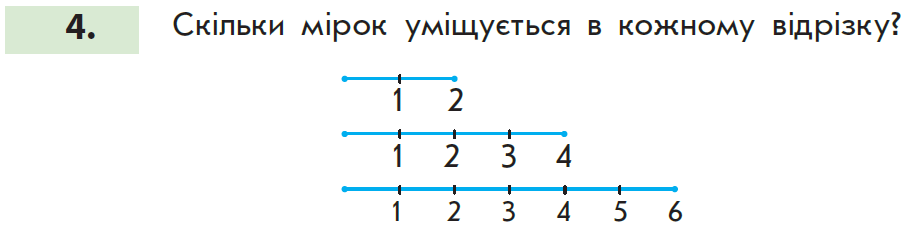 4. Скільки мірок уміщується в кожному відрізку?
1 2
1 2 3 4
1 2 3 4 5 6